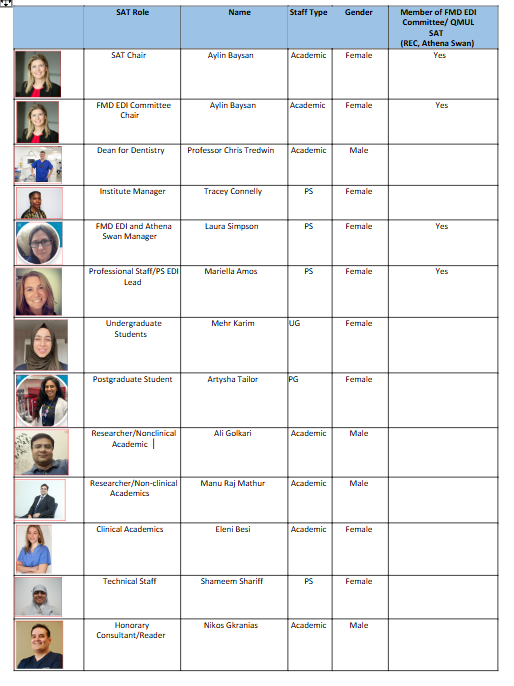 SAT Role Name Staff Type Gender Member of FMD EDI
Committee/ QMUL
SAT
(REC, Athena Swan)
SAT Chair Aylin Baysan Academic Female Yes
FMD EDI Committee Aylin Baysan Academic Female Yes
Chair
Dean for Dentistry Professor Chris Tredwin Academic Male
Institute Manager Tracey Connelly PS Female
FMD EDI and Athena Laura Simpson PS Female Yes
Swan Manager
Professional Staff/PS EDI Mariella Amos PS Female Yes
Lead
Undergraduate Mehr Karim UG Female
Students
Postgraduate Student Artysha Tailor PG Female
Researcher/Nonclinical Ali Golkari Academic Male
Academic
Researcher/Non-clinical Manu Raj Mathur Academic Male
Academics
Clinical Academics Eleni Besi Academic Female
Technical Staff Shameem Shariff PS Female
Honorary Nikos Gkranias Academic Male
Consultant/Reader